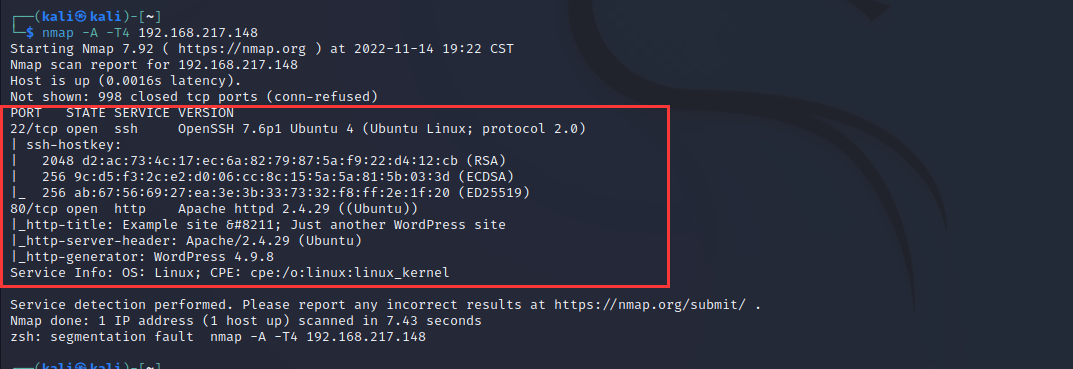 ┌──(kali㉿kali)-[~]
└─$ nmap -A -T4 192.168.217.148
Starting Nmap 7.92 ( https://nmap.org ) at 2022-11-14 19:22 CST
Nmap scan report for 192.168.217.148
Host is up (0.0016s latency).
Not shown: 998 closed tcp ports (conn-refused)
PORT   STATE SERVICE VERSION
22/tcp open  ssh     OpenSSH 7.6p1 Ubuntu 4 (Ubuntu Linux; protocol 2.0)
| ssh-hostkey:
|   2048 d2:ac:73:4c:17:ec:6a:82:79:87:5a:f9:22:d4:12:cb (RSA)
|   256 9c:d5:f3:2c:e2:d0:06:cc:8c:15:5a:5a:81:5b:03:3d (ECDSA)
|_  256 ab:67:56:69:27:ea:3e:3b:33:73:32:f8:ff:2e:1f:20 (ED25519)
80/tcp open  http    Apache httpd 2.4.29 ((Ubuntu))
|_http-title: Example site &#8211; Just another WordPress site
|_http-server-header: Apache/2.4.29 (Ubuntu)
|_http-generator: WordPress 4.9.8
Service Info: OS: Linux; CPE: cpe:/o:linux:linux_kernel

Service detection performed. Please report any incorrect results at https://nmap.org/submit/ .
Nmap done: 1 IP address (1 host up) scanned in 7.43 seconds
zsh: segmentation fault  nmap -A -T4 192.168.217.148

┌──(kali㉿kali)-[~]